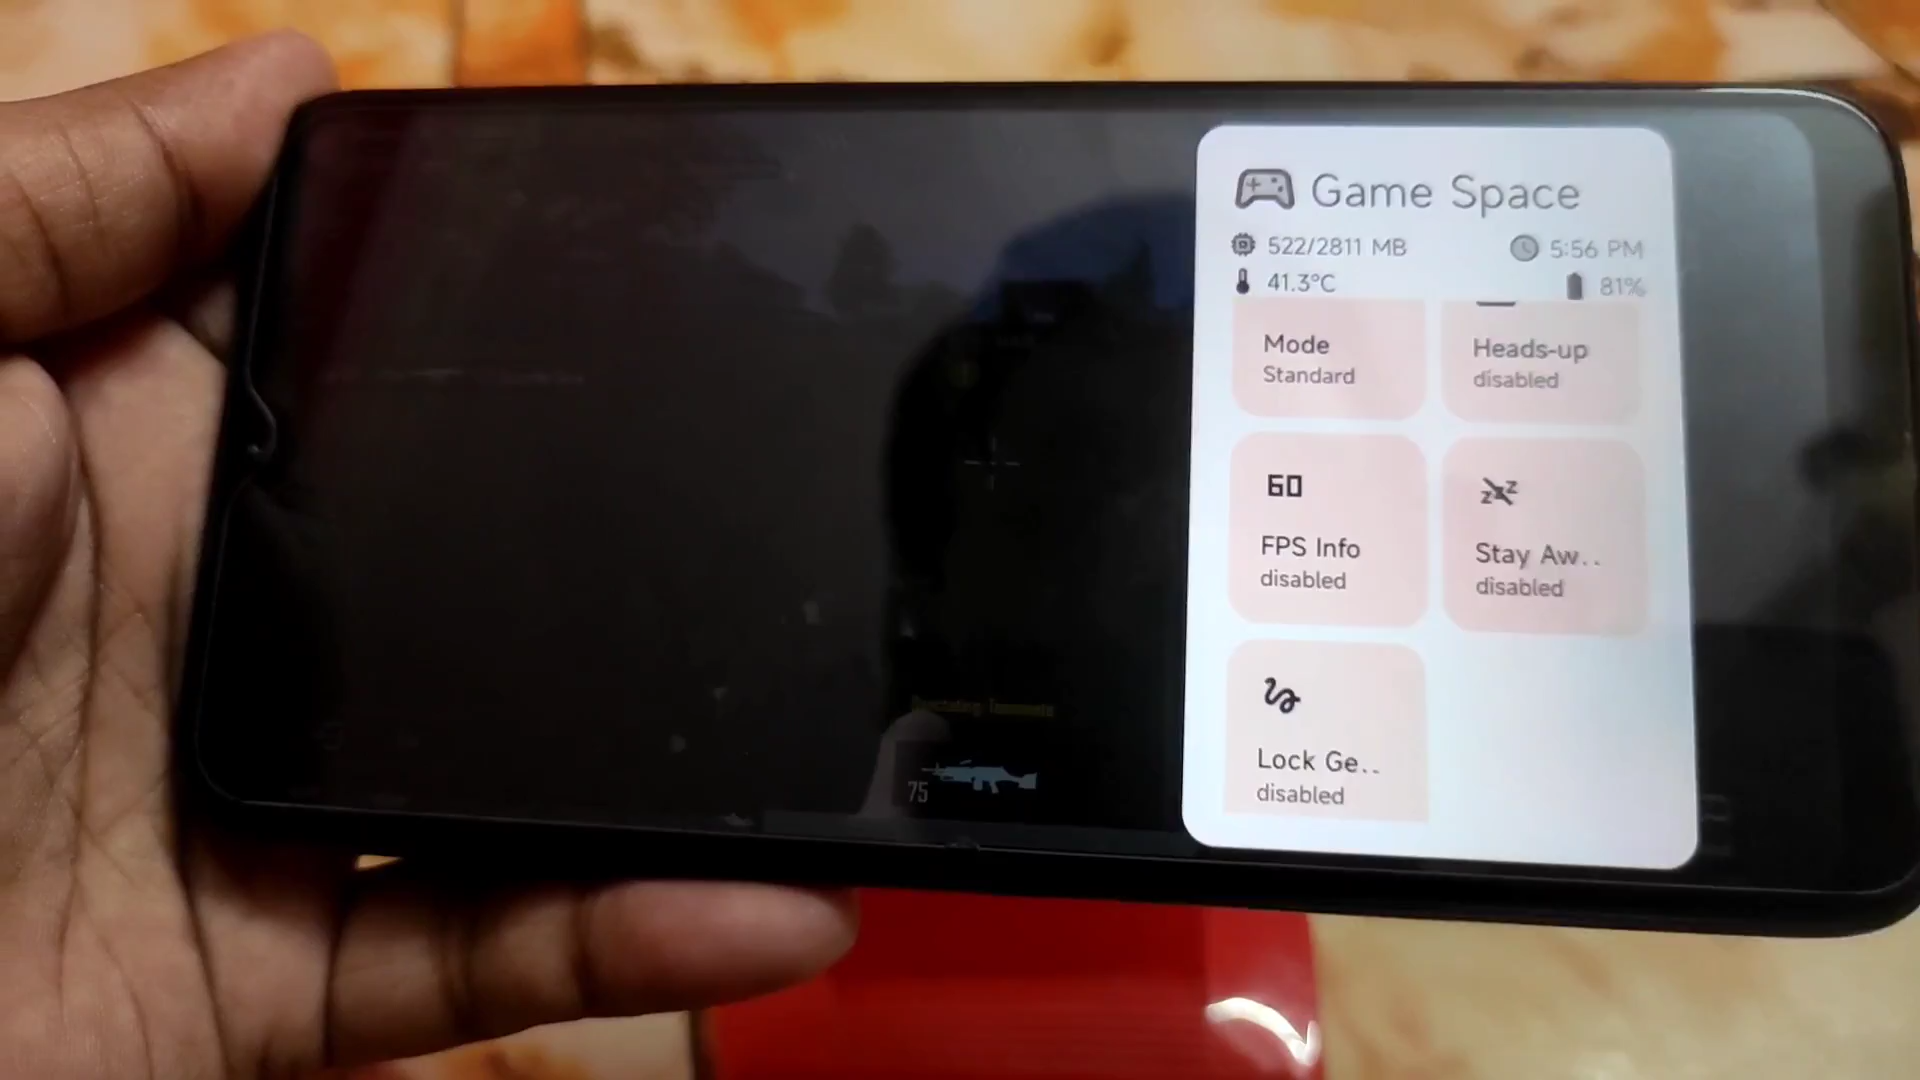 Game Space
522/2811 MB
5:56 PM
41.3°C
81%
Mode
Standard
Heads-up
disabled
60
FPS Info
disabled
zzz
Stay Aw..
disabled
Lock Ge..
disabled
75